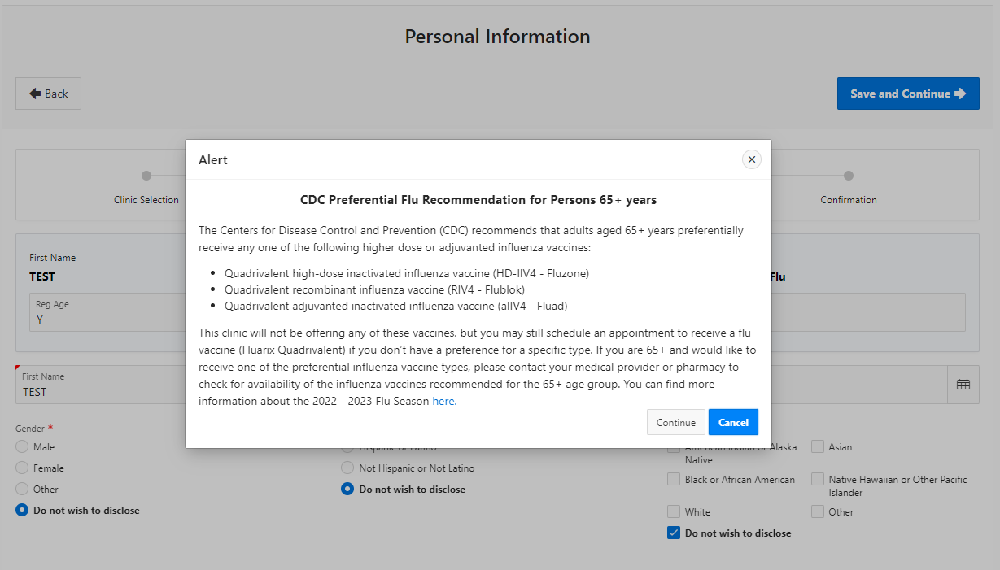 Personal Information
Back
Save and Continue
Alert
CDC Preferential Flu Recommendation for Persons 65+ years
The Centers for Disease Control and Prevention (CDC) recommends that adults aged 65+ years preferentially
receive any one of the following higher dose or adjuvanted influenza vaccines:
Quadrivalent high-dose inactivated influenza vaccine (HD-IIV4 - Fluzone)
Quadrivalent recombinant influenza vaccine (RIV4 - Flublok)
Quadrivalent adjuvanted inactivated influenza vaccine (aIIV4 - Fluad)
This clinic will not be offering any of these vaccines, but you may still schedule an appointment to receive a flu
vaccine (Fluarix Quadrivalent) if you don’t have a preference for a specific type. If you are 65+ and would like to
receive one of the preferential influenza vaccine types, please contact your medical provider or pharmacy to
check for availability of the influenza vaccines recommended for the 65+ age group. You can find more
information about the 2022 - 2023 Flu Season here.
Continue
Cancel
Clinic Selection
Confirmation
First Name
TEST
Flu
Reg Age
Y
First Name
TEST
Gender *
Male
Female
Other
Do not wish to disclose
Hispanic or Latino
Not Hispanic or Not Latino
Do not wish to disclose
American Indian or Alaska
Native
Asian
Black or African American
Native Hawaiian or Other Pacific
Islander
White
Other
Do not wish to disclose